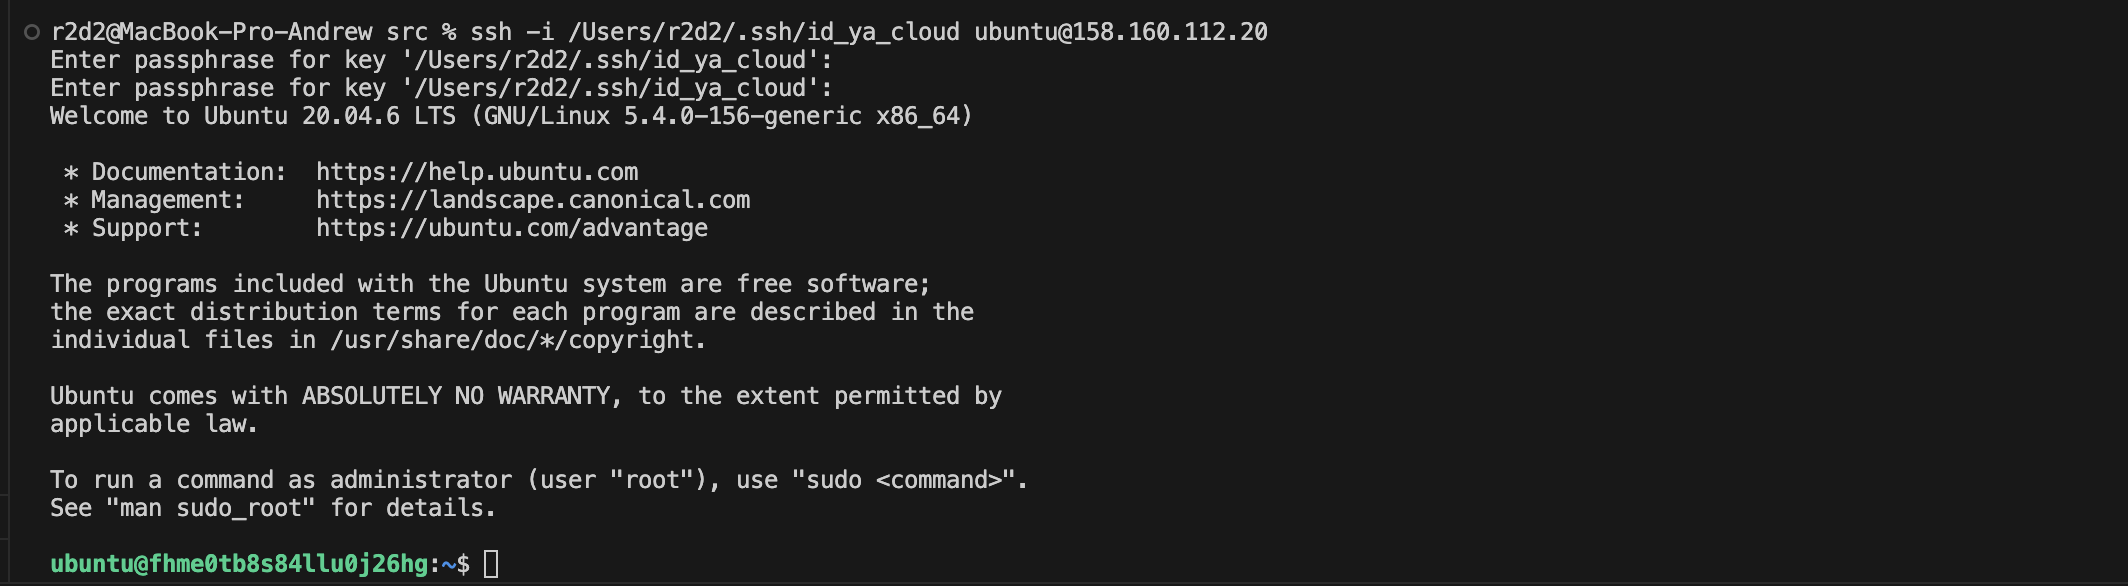 r2d2@MacBook-Pro-Andrew src % ssh -i /Users/r2d2/.ssh/id_ya_cloud ubuntu@158.160.112.20
Enter passphrase for key '/Users/r2d2/.ssh/id_ya_cloud':
Enter passphrase for key '/Users/r2d2/.ssh/id_ya_cloud':
Welcome to Ubuntu 20.04.6 LTS (GNU/Linux 5.4.0-156-generic x86_64)

 * Documentation:  https://help.ubuntu.com
 * Management:     https://landscape.canonical.com
 * Support:        https://ubuntu.com/advantage

The programs included with the Ubuntu system are free software;
the exact distribution terms for each program are described in the
individual files in /usr/share/doc/*/copyright.

Ubuntu comes with ABSOLUTELY NO WARRANTY, to the extent permitted by
applicable law.

To run a command as administrator (user "root"), use "sudo <command>".
See "man sudo_root" for details.

ubuntu@fhme0tb8s84llu0j26hg:~$